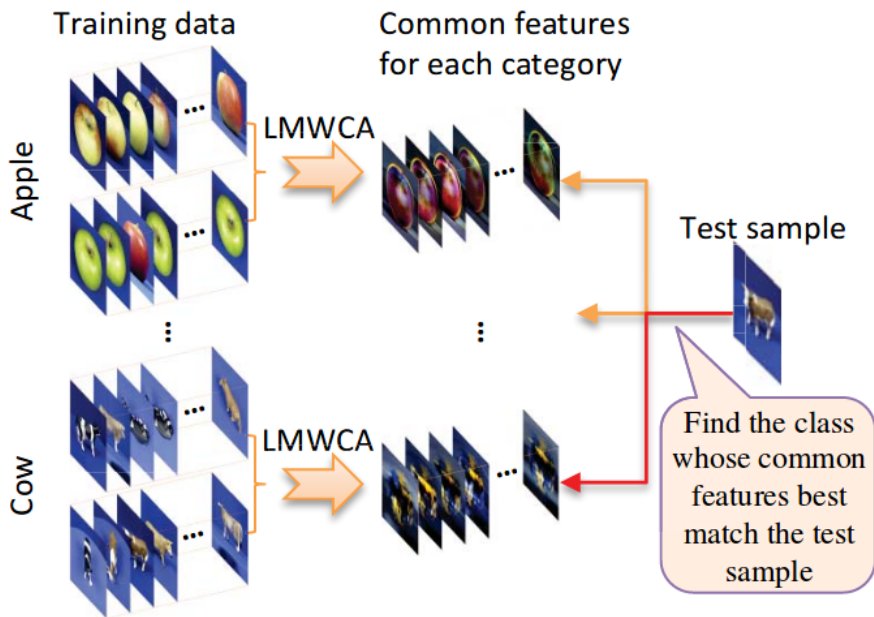 Training data
Common features
for each category
Apple
LMWCA
Test sample
Cow
LMWCA
Find the class
whose common
features best
match the test
sample